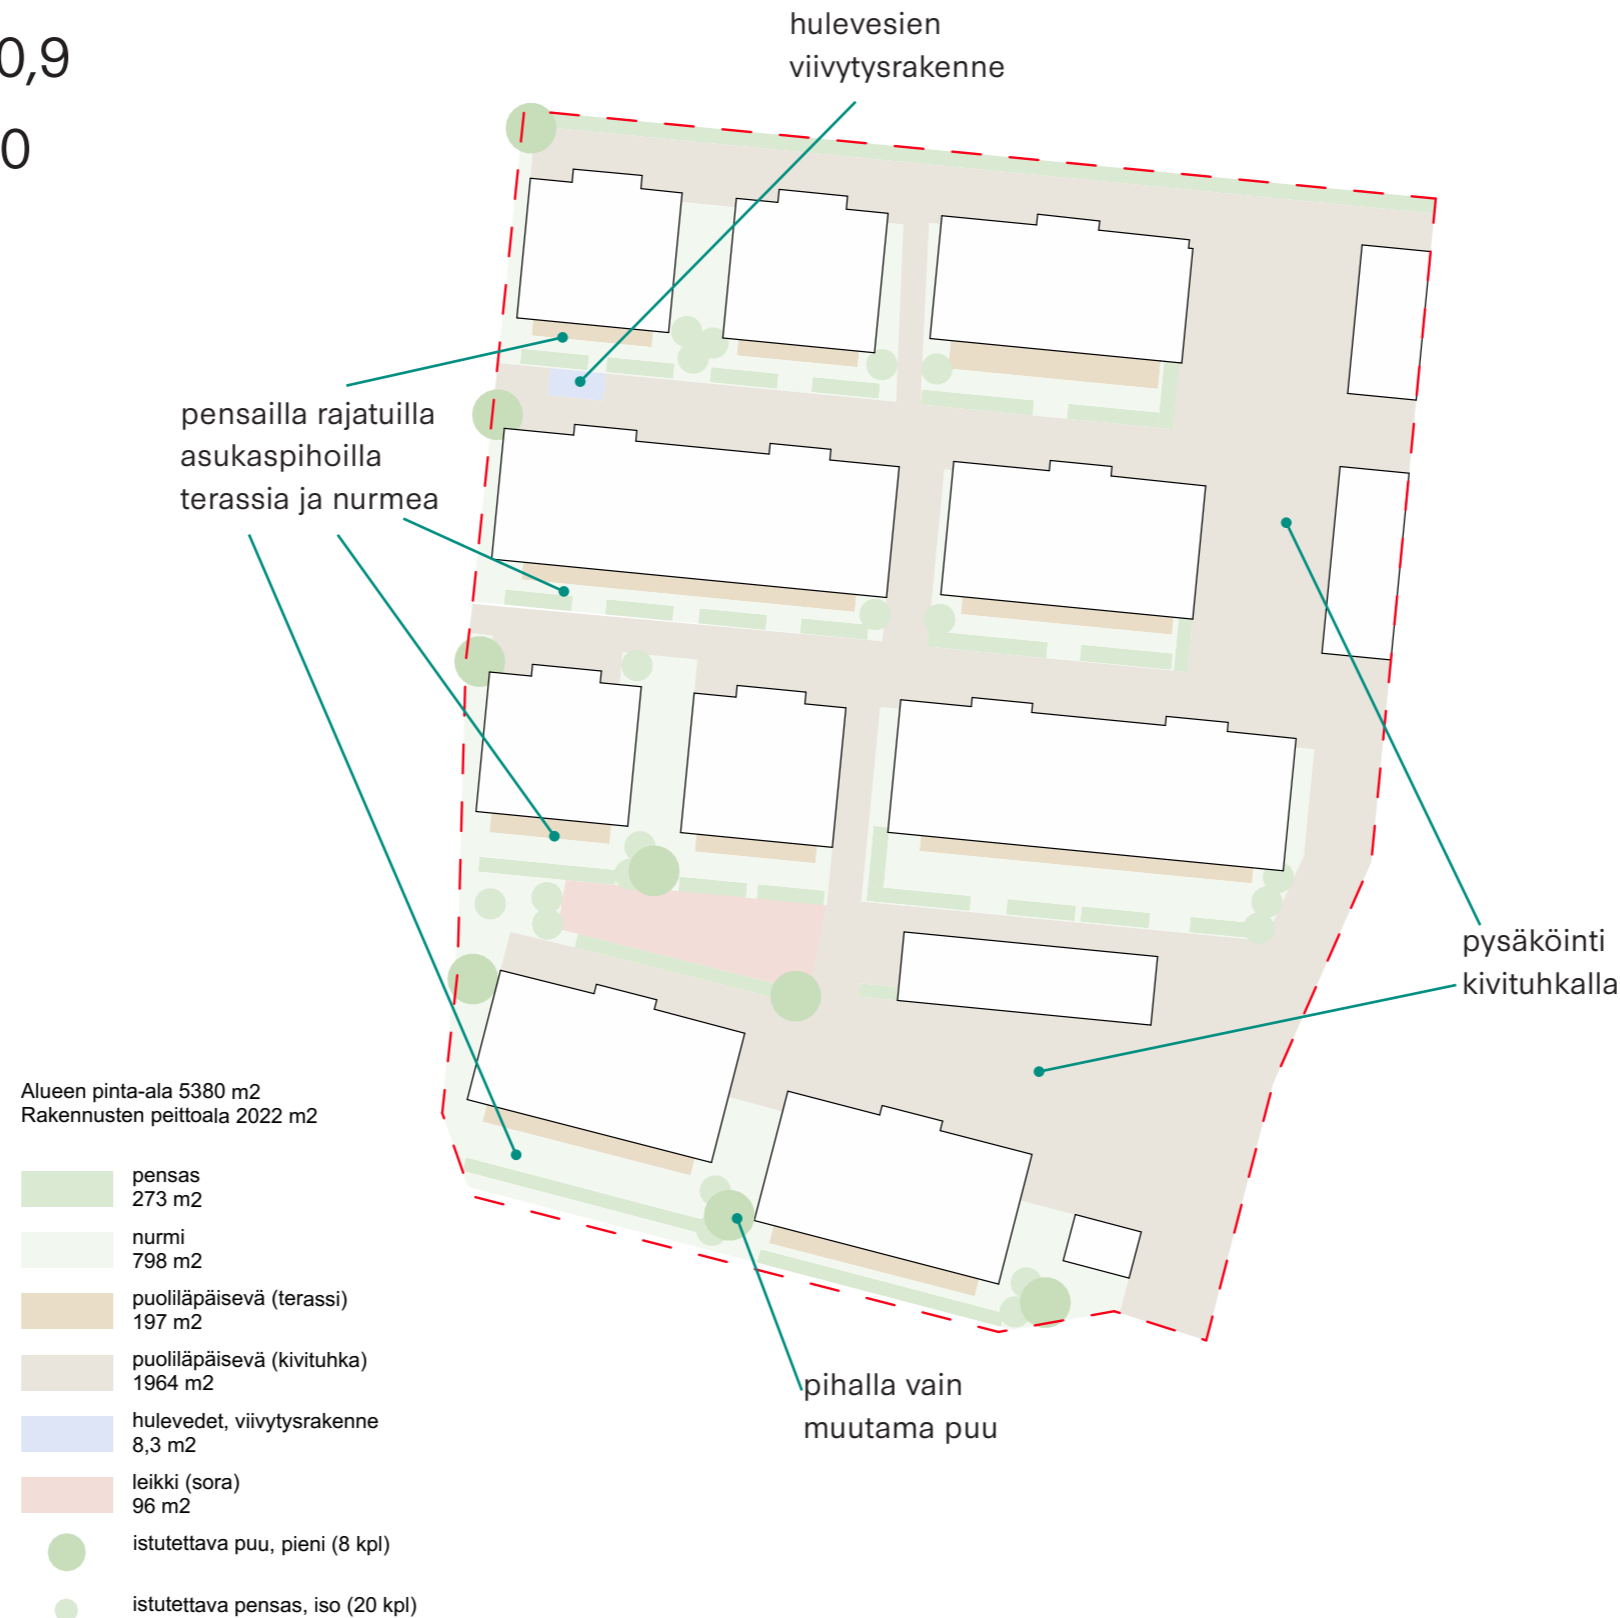 0,9
0
hulevesien
viivytysrakenne
pensailla rajatuilla
asukaspihoilla
terassia ja nurmea
pysäköinti
kivituhkalla
pihalla vain
muutama puu
Alueen pinta-ala 5380 m2
Rakennusten peittoala 2022 m2
pensas
273 m2
nurmi
798 m2
puoliläpäisevä (terassi)
197 m2
puoliläpäisevä (kivituhka)
1964 m2
hulevedet, viivytysrakenne
8,3 m2
leikki (sora)
96 m2
istutettava puu, pieni (8 kpl)
istutettava pensas, iso (20 kpl)